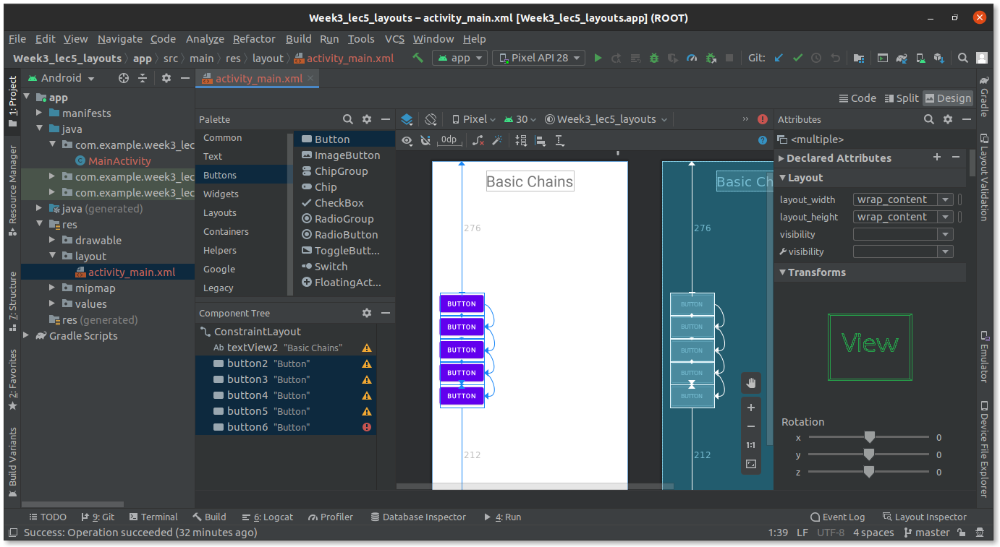 Week3_lec5_layouts – activity_main.xml [Week3_lec5_layouts.app] (ROOT)
File Edit View Navigate Code Analyze Refactor Build Run Tools VCS Window Help
Week3_lec5_layouts app src main res layout activity_main.xml app Pixel API 28 Git:
1: Project
Resource Manager
7: Structure
2: Favorites
Build Variants
Android
app
manifests
java
com.example.week3_lec
MainActivity
com.example.week3_lec
com.example.week3_lec
java (generated)
res
drawable
layout
activity_main.xml
mipmap
values
res (generated)
Gradle Scripts
activity_main.xml
Code Split Design
Palette
Common
Text
Buttons
Widgets
Layouts
Containers
Helpers
Google
Legacy
Button
ImageButton
ChipGroup
Chip
CheckBox
RadioGroup
RadioButton
ToggleButt...
Switch
FloatingAct...
Component Tree
ConstraintLayout
Ab textView2 "Basic Chains"
button2 "Button"
button3 "Button"
button4 "Button"
button5 "Button"
button6 "Button"
Pixel 30 Week3_lec5_layouts
0dp
Basic Chains
276
BUTTON
BUTTON
BUTTON
BUTTON
BUTTON
212
Basic Ch
276
BUTTON
BUTTON
BUTTON
BUTTON
BUTTON
212
1:1
Attributes
<multiple>
Declared Attributes
Layout
layout_width wrap_content
layout_height wrap_content
visibility
visibility
Transforms
View
Rotation
x 0
y 0
z 0
Gradle
Layout Validation
Emulator
Device File Explorer
TODO 9: Git Terminal Build 6: Logcat Profiler Database Inspector 4: Run Event Log Layout Inspector
Success: Operation succeeded (32 minutes ago) 1:39 LF UTF-8 4 spaces master